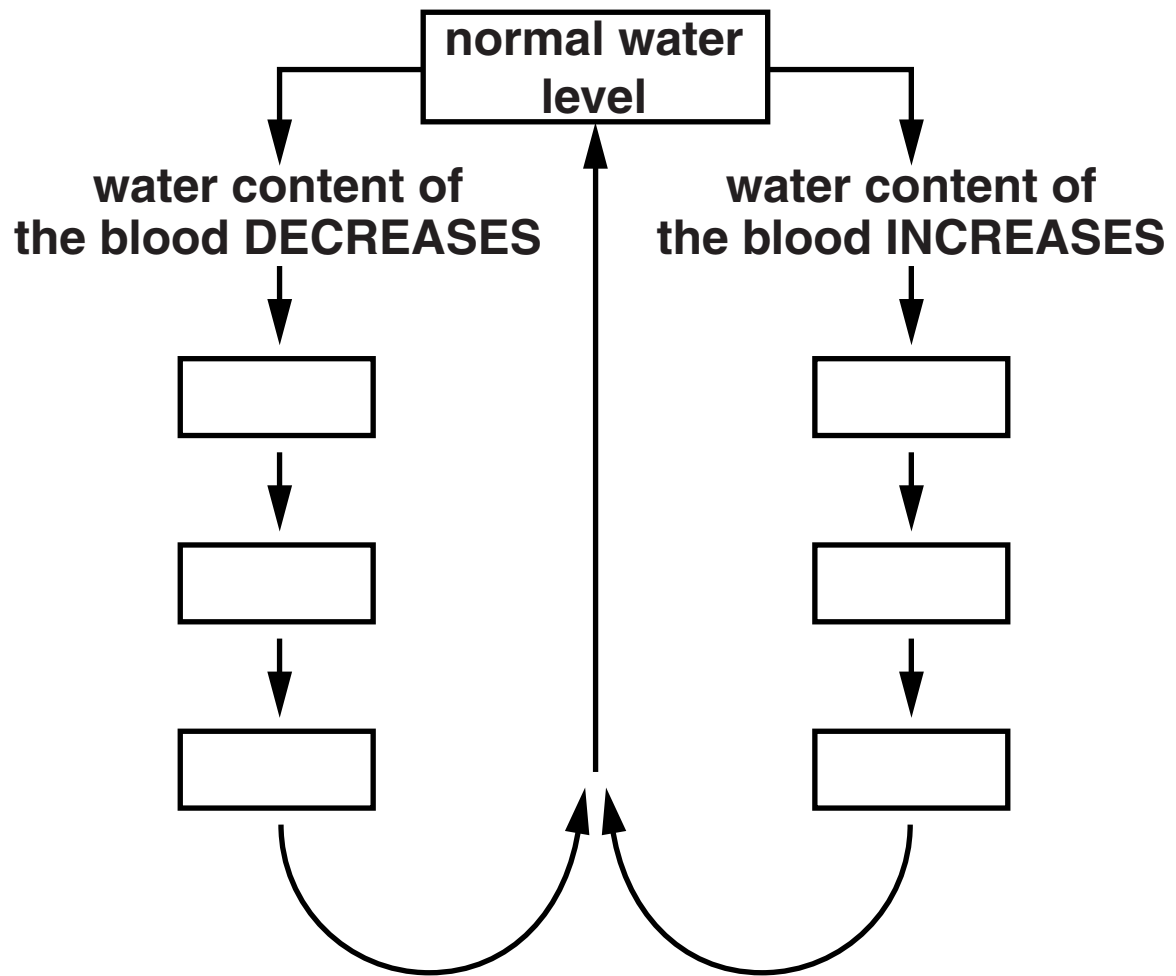 normal water
level
water content of
the blood DECREASES
water content of
the blood INCREASES